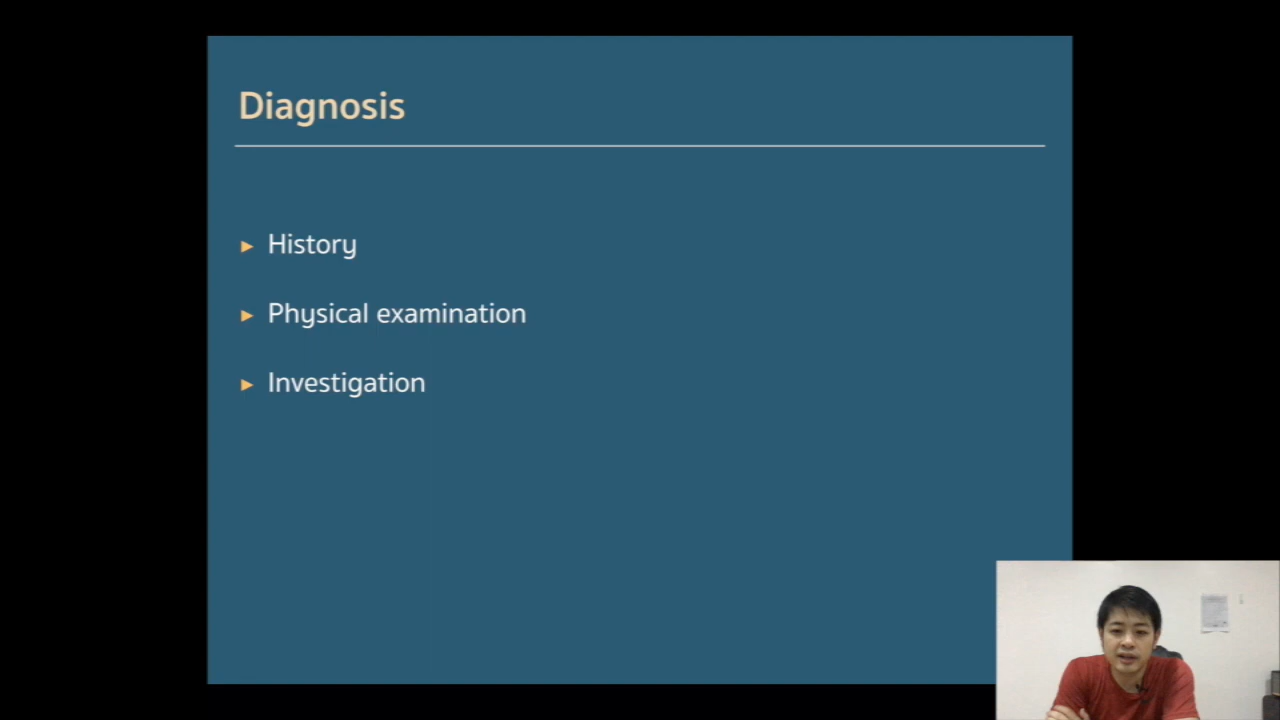 Diagnosis
► History
► Physical examination
► Investigation